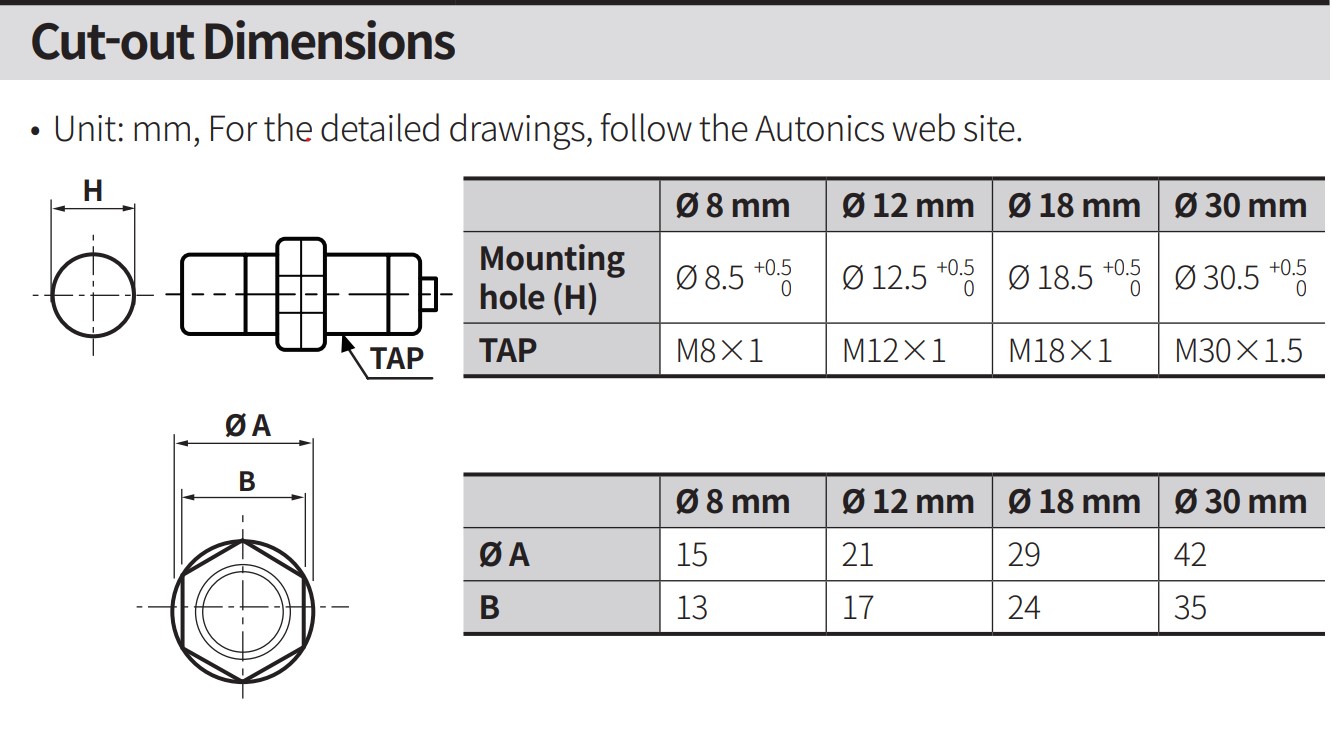 Cut-out Dimensions
• Unit: mm, For the detailed drawings, follow the Autonics web site.
H
TAP
Ø 8 mm Ø 12 mm Ø 18 mm Ø 30 mm
Mounting hole (H) Ø 8.5 +0.5 0 Ø 12.5 +0.5 0 Ø 18.5 +0.5 0 Ø 30.5 +0.5 0
TAP M8×1 M12×1 M18×1 M30×1.5
Ø A
B
Ø 8 mm Ø 12 mm Ø 18 mm Ø 30 mm
Ø A 15 21 29 42
B 13 17 24 35